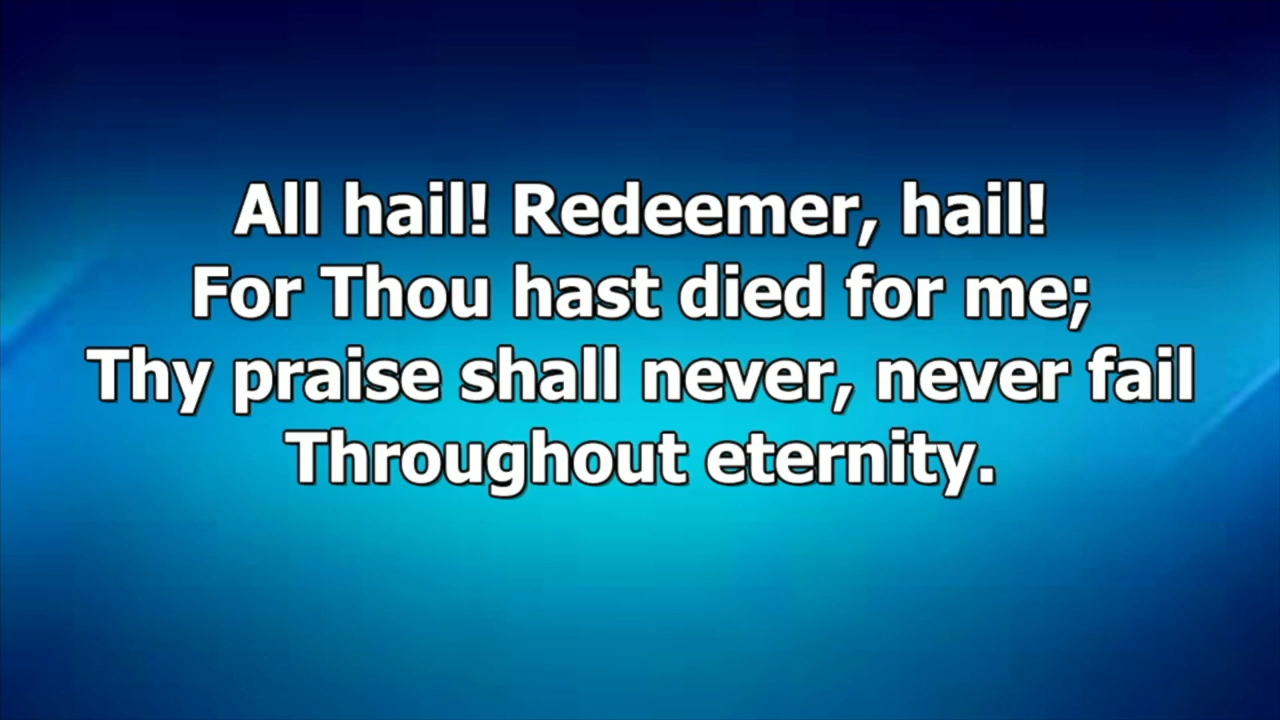 All hail! Redeemer, hail!
For Thou hast died for me;
Thy praise shall never, never fail
Throughout eternity.